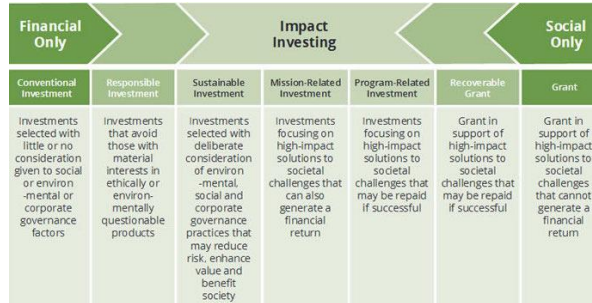 Financial
Only
Impact
Investing
Social
Only
Conventional
Investment
Responsible
Investment
Sustainable
Investment
Mission-Related
Investment
Program-Related
Investment
Recoverable
Grant
Grant
Investments
selected with
little or no
consideration
given to social
or environ
-mental or
corporate
governance
factors
Investments
that avoid
those with
material
interests in
ethically or
environ-
mentally
questionable
products
Investments
selected with
deliberate
consideration
of environ
-mental,
social and
corporate
governance
practices that
may reduce
risk, enhance
value and
benefit
society
Investments
focusing on
high-impact
solutions to
societal
challenges that
can also
generate a
financial
return
Investments
focusing on
high-impact
solutions to
societal
challenges that
may be repaid
if successful
Grant in
support of
high-impact
solutions to
societal
challenges that
may be repaid
if successful
Grant in
support of
high-impact
solutions to
societal
challenges
that cannot
generate a
financial
return